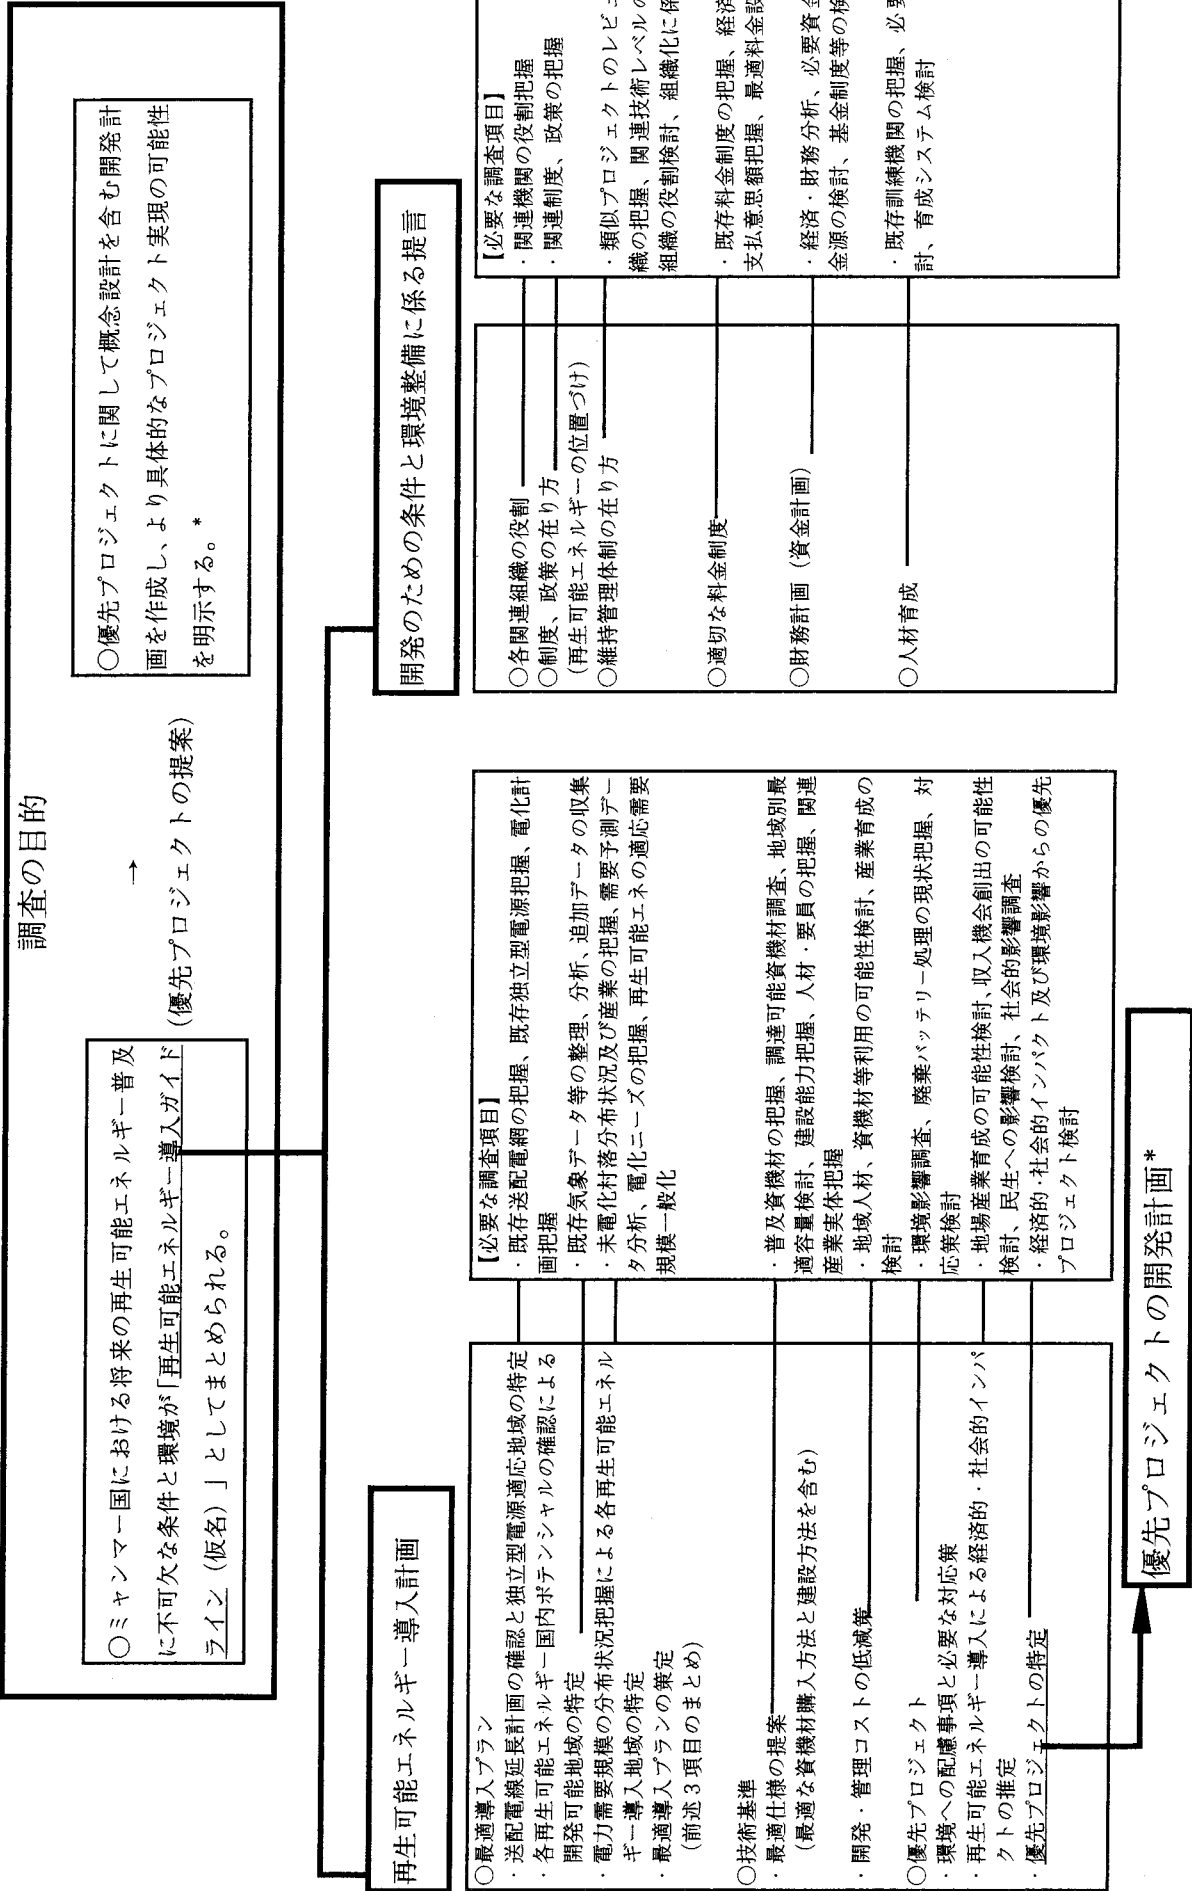 調査の目的
○ミャンマー国における将来の再生可能エネルギー普及
に不可欠な条件と環境が「再生可能エネルギー導入ガイド
ライン（仮名）」としてまとめられる。
→
(優先プロジェクトの提案)
○優先プロジェクトに関して概念設計を含む開発計
画を作成し、より具体的なプロジェクト実現の可能性
を明示する。*
再生可能エネルギー導入計画
○最適導入プラン
・送配電線延長計画の確認と独立型電源適応地域の特定
・各再生可能エネルギー国内ポテンシャルの確認による
開発可能地域の特定
・電力需要規模の分布状況把握による各再生可能エネル
ギー導入地域の特定
・最適導入プランの策定
（前述３項目のまとめ）
○技術基準
・最適仕様の提案
（最適な資機材購入方法と建設方法を含む）
・開発・管理コストの低減策
○優先プロジェクト
・環境への配慮事項と必要な対応策
・再生可能エネルギー導入による経済的・社会的インパ
クトの推定
・優先プロジェクトの特定
【必要な調査項目】
・既存送配電網の把握、既存独立型電源把握、電化計
画把握
・既存気象データ等の整理、分析、追加データの収集
・未電化村落分布状況及び産業の把握、需要予測デー
タ分析、電化ニーズの把握、再生可能エネの適応需要
規模一般化
・普及資機材の把握、調達可能資機材調査、地域別最
適容量検討、建設能力把握、人材・要員の把握、関連
産業実体把握
・地域人材、資機材等利用の可能性検討、産業育成の
検討
・環境影響調査、廃棄バッテリー処理の現状把握、対
応策検討
・地場産業育成の可能性検討、収入機会創出の可能性
検討、民生への影響検討、社会的影響調査
・経済的・社会的インパクト及び環境影響からの優先
プロジェクト検討
優先プロジェクトの開発計画*
開発のための条件と環境整備に係る提言
○各関連組織の役割
○制度、政策の在り方
（再生可能エネルギーの位置づけ）
○維持管理体制の在り方
○適切な料金制度
○財務計画（資金計画）
○人材育成
【必要な調査項目】
・関連機関の役割把握
・関連制度、政策の把握
・類似プロジェクトのレビュ
織の把握、関連技術レベルの
組織の役割検討、組織化に係
・既存料金制度の把握、経済
支払意思額把握、最適料金設
・経済・財務分析、必要資金
金源の検討、基金制度等の検
・既存訓練機関の把握、必要
討、育成システム検討